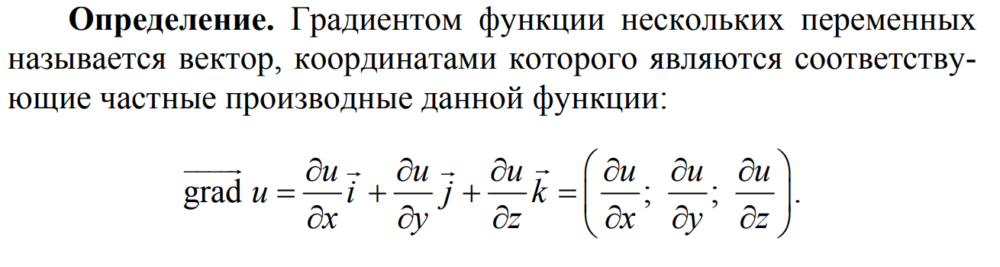 Определение. Градиентом функции нескольких переменных
называется вектор, координатами которого являются соответству-
ющие частные производные данной функции:
$\overrightarrow{\text{grad}}\ u = \frac{\partial u}{\partial x}\vec{i} + \frac{\partial u}{\partial y}\vec{j} + \frac{\partial u}{\partial z}\vec{k} = \left( \frac{\partial u}{\partial x};\ \frac{\partial u}{\partial y};\ \frac{\partial u}{\partial z} \right).$